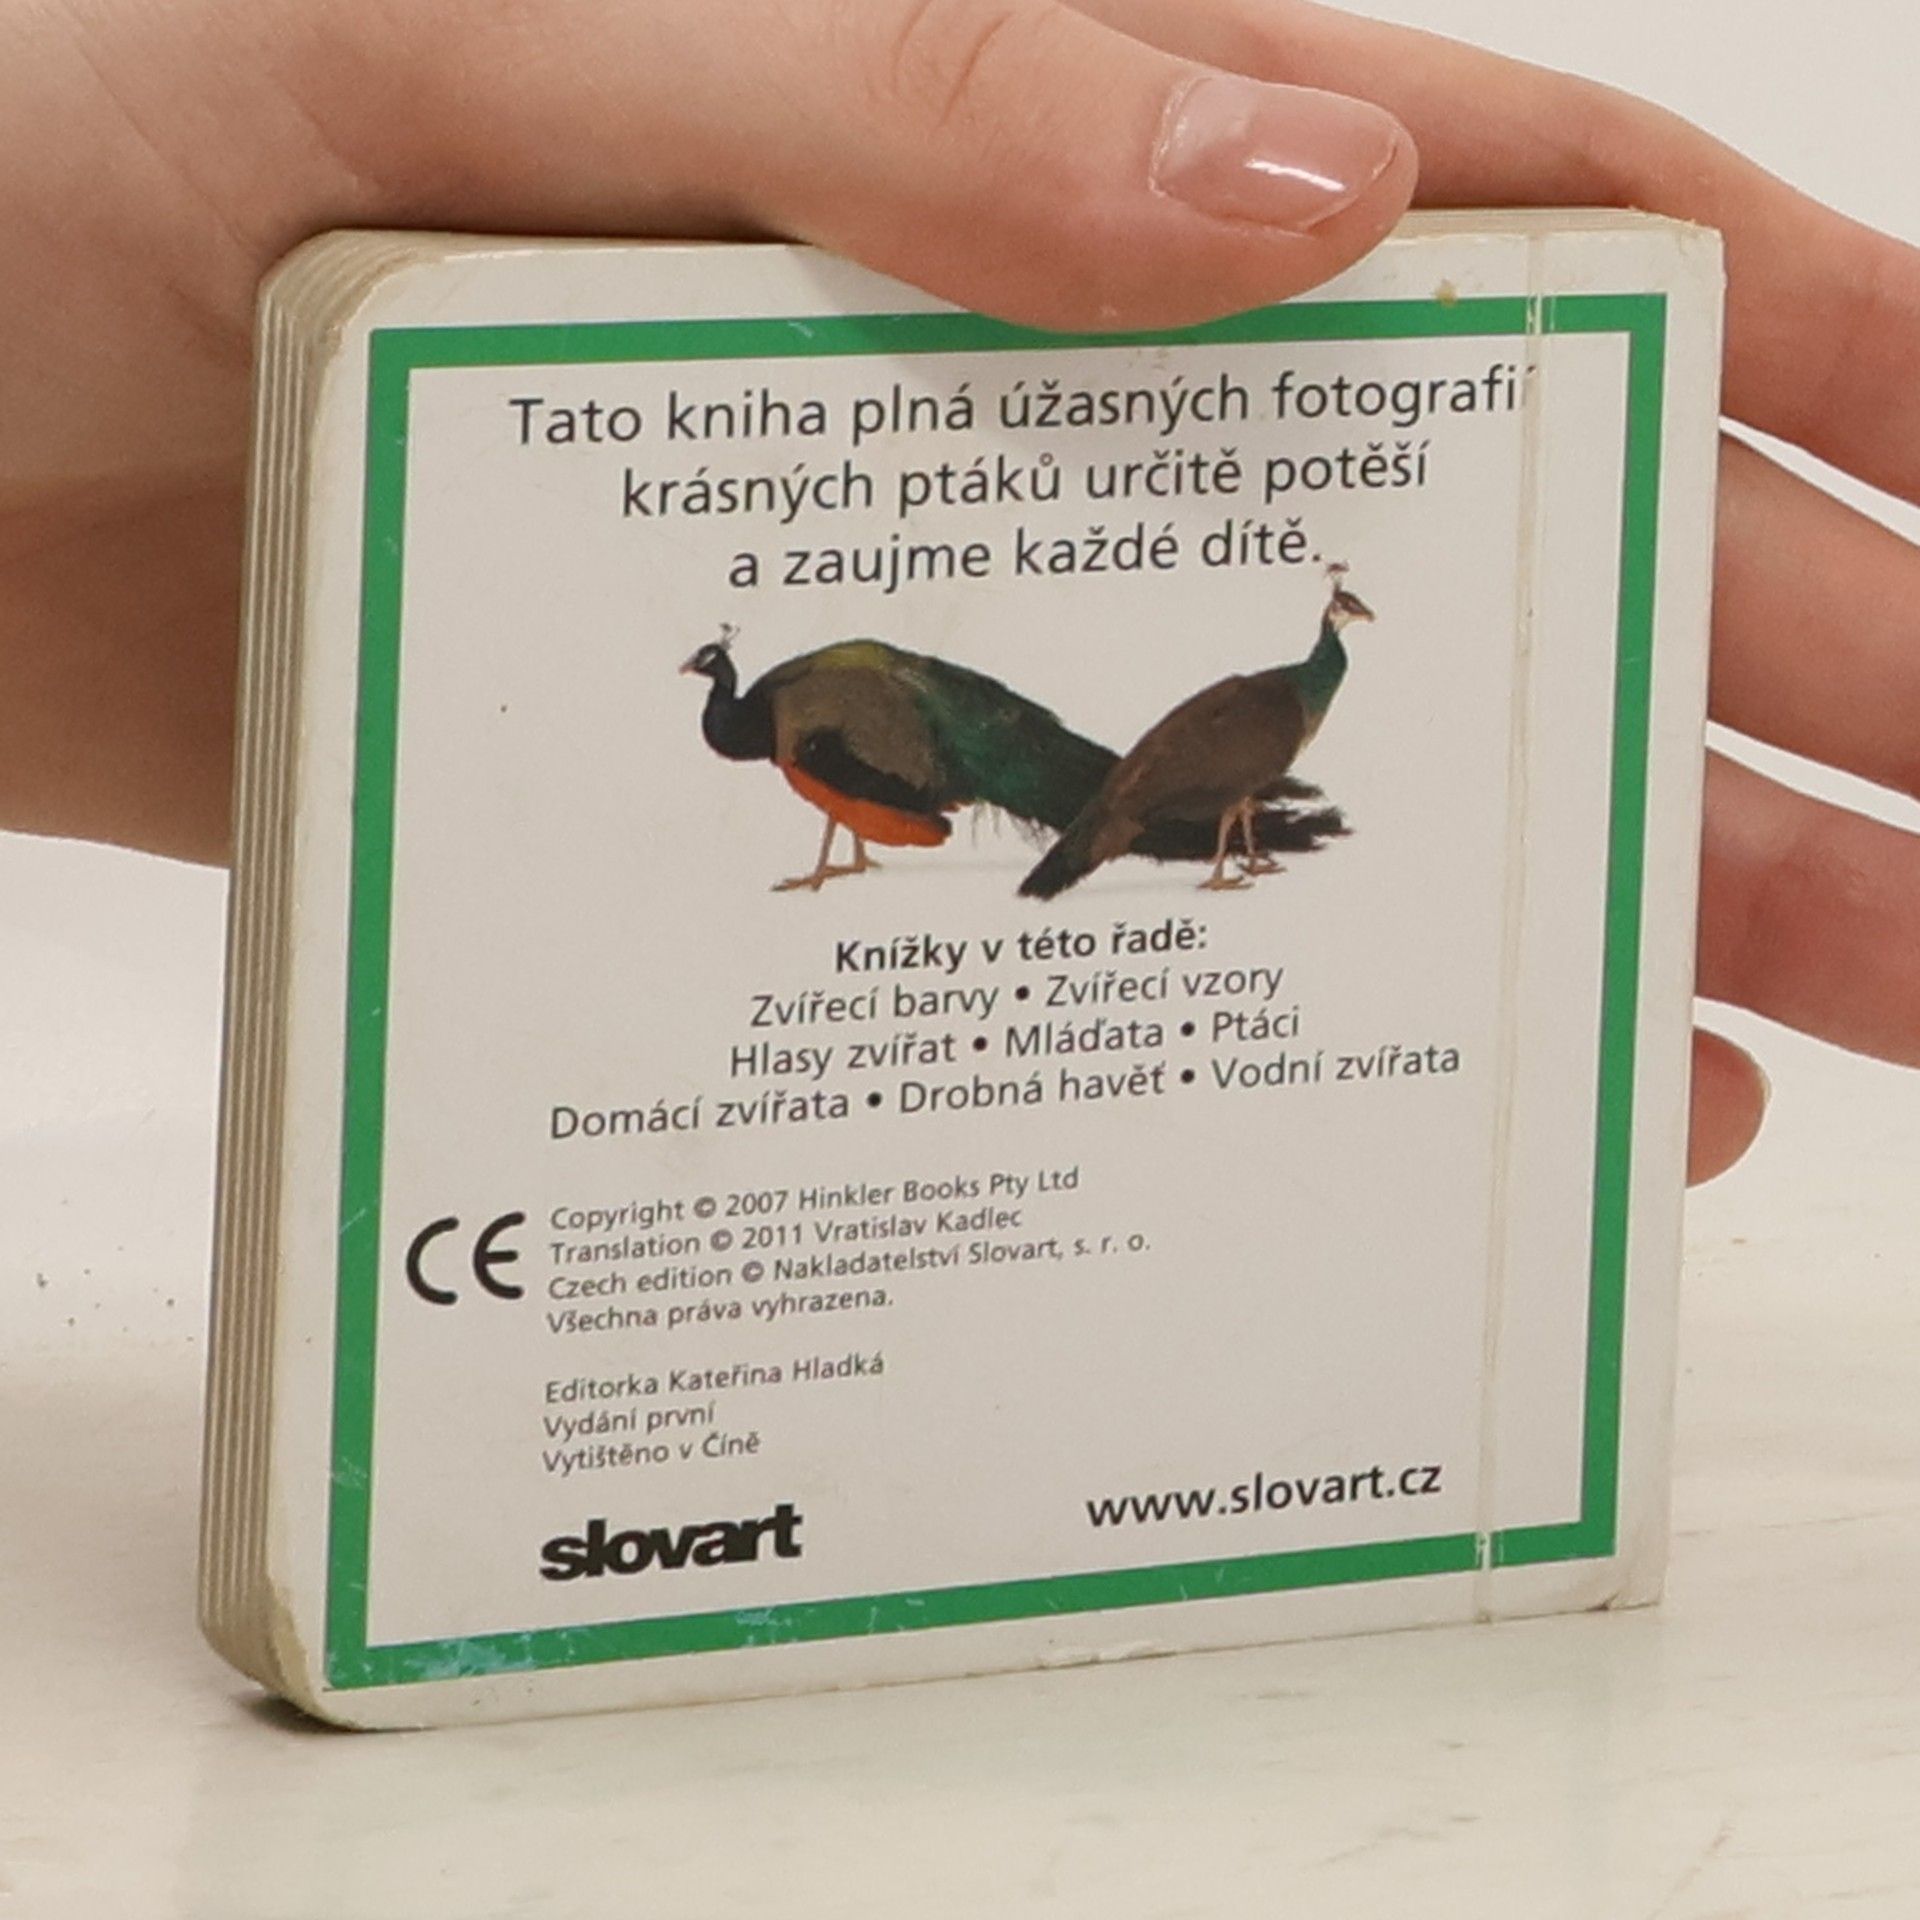 Tato kniha plná úžasných fotografií
krásných ptáků určitě potěší
a zaujme každé dítě.
Knížky v této řadě:
Zvířecí barvy • Zvířecí vzory
Hlasy zvířat • Mláďata • Ptáci
Domácí zvířata • Drobná havěť • Vodní zvířata
CE
Copyright © 2007 Hinkler Books Pty Ltd
Translation © 2011 Vratislav Kadlec
Czech edition © Nakladatelství Slovart, s. r. o.
Všechna práva vyhrazena.
Editorka Kateřina Hladká
Vydání první
Vytištěno v Číně
slovart
www.slovart.cz